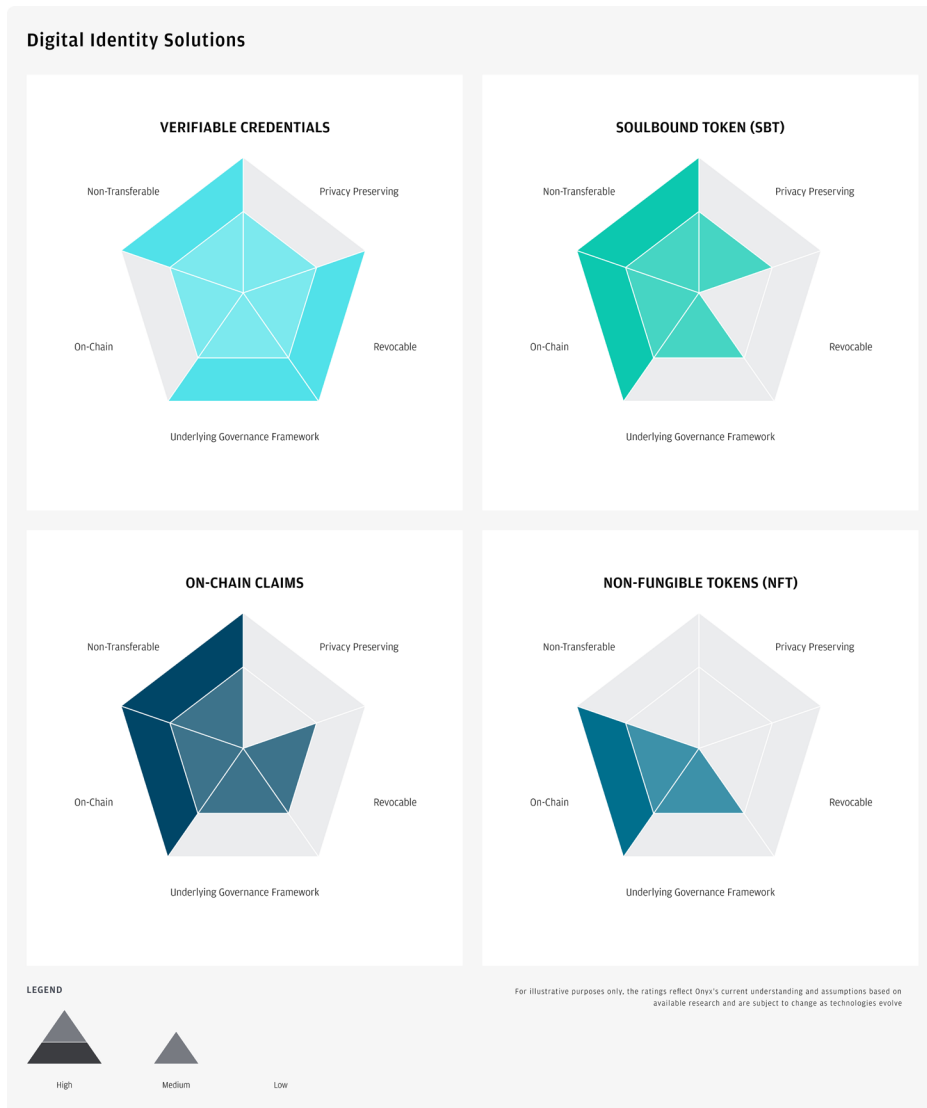 Digital Identity Solutions
VERIFIABLE CREDENTIALS
Non-Transferable
Privacy Preserving
On-Chain
Revocable
Underlying Governance Framework
SOULBOUND TOKEN (SBT)
Non-Transferable
Privacy Preserving
On-Chain
Revocable
Underlying Governance Framework
ON-CHAIN CLAIMS
Non-Transferable
Privacy Preserving
On-Chain
Revocable
Underlying Governance Framework
NON-FUNGIBLE TOKENS (NFT)
Non-Transferable
Privacy Preserving
On-Chain
Revocable
Underlying Governance Framework
LEGEND
High
Medium
Low
For illustrative purposes only, the ratings reflect Onyx's current understanding and assumptions based on
available research and are subject to change as technologies evolve